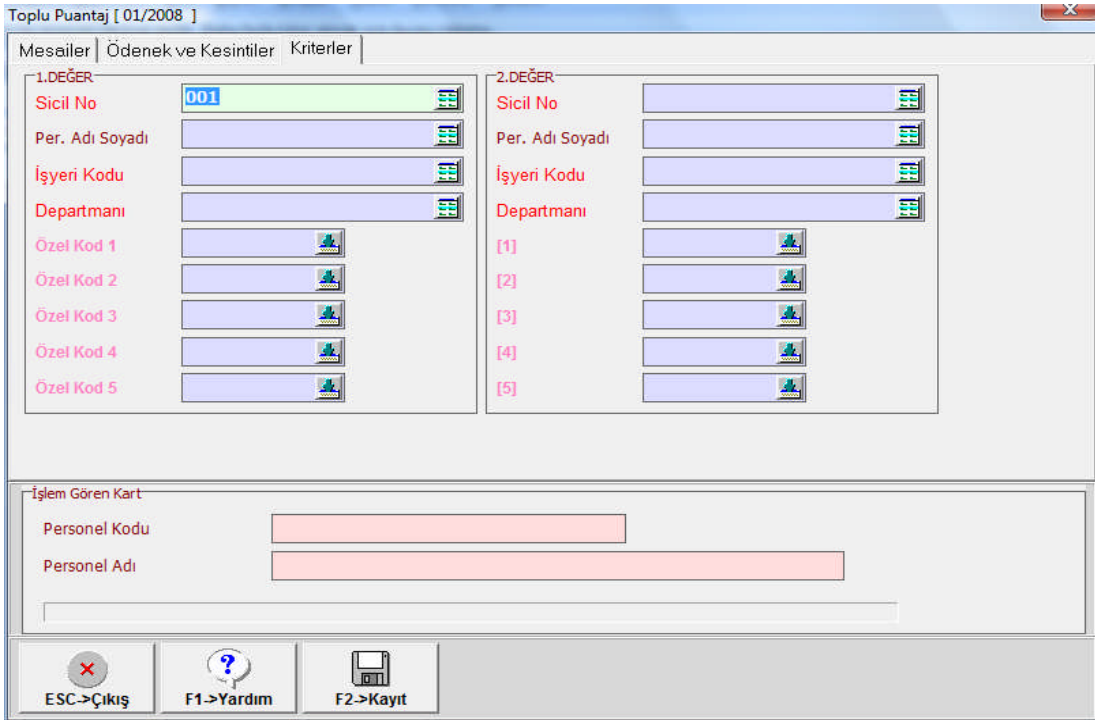 Toplu Puantaj [ 01/2008 ]
Mesailer Ödenek ve Kesintiler Kriterler
1.DEĞER
Sicil No 001
Per. Adı Soyadı
İşyeri Kodu
Departmanı
Özel Kod 1
Özel Kod 2
Özel Kod 3
Özel Kod 4
Özel Kod 5
2.DEĞER
Sicil No
Per. Adı Soyadı
İşyeri Kodu
Departmanı
[1]
[2]
[3]
[4]
[5]
İşlem Gören Kart
Personel Kodu
Personel Adı
ESC->Çıkış F1->Yardım F2->Kayıt